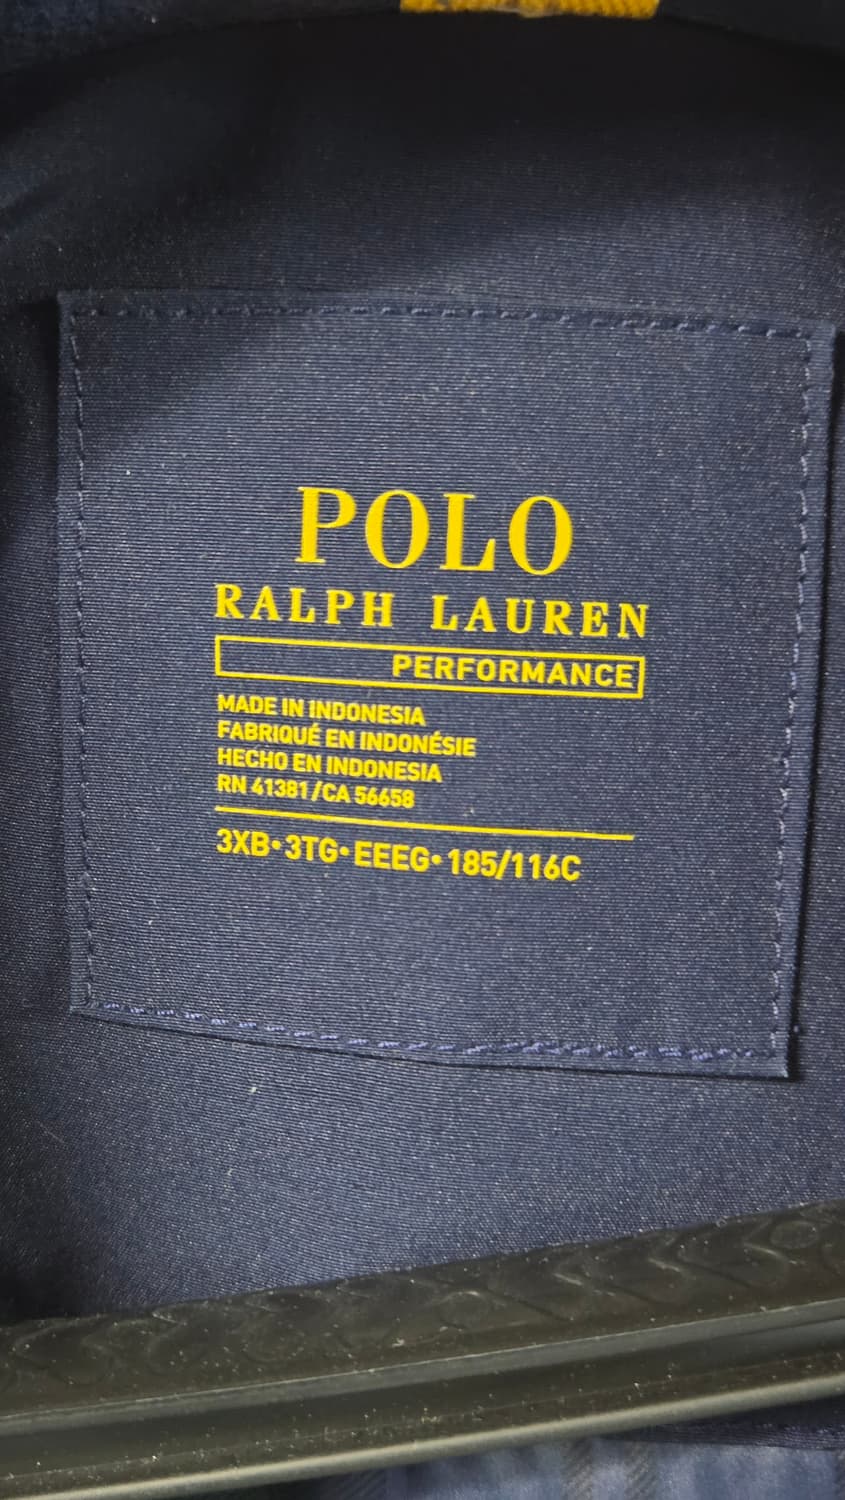 POLO
RALPH LAUREN
PERFORMANCE
MADE IN INDONESIA
FABRIQUÉ EN INDONÉSIE
HECHO EN INDONESIA
RN 41381/CA 56658
3XB•3TG•EEEG•185/116C